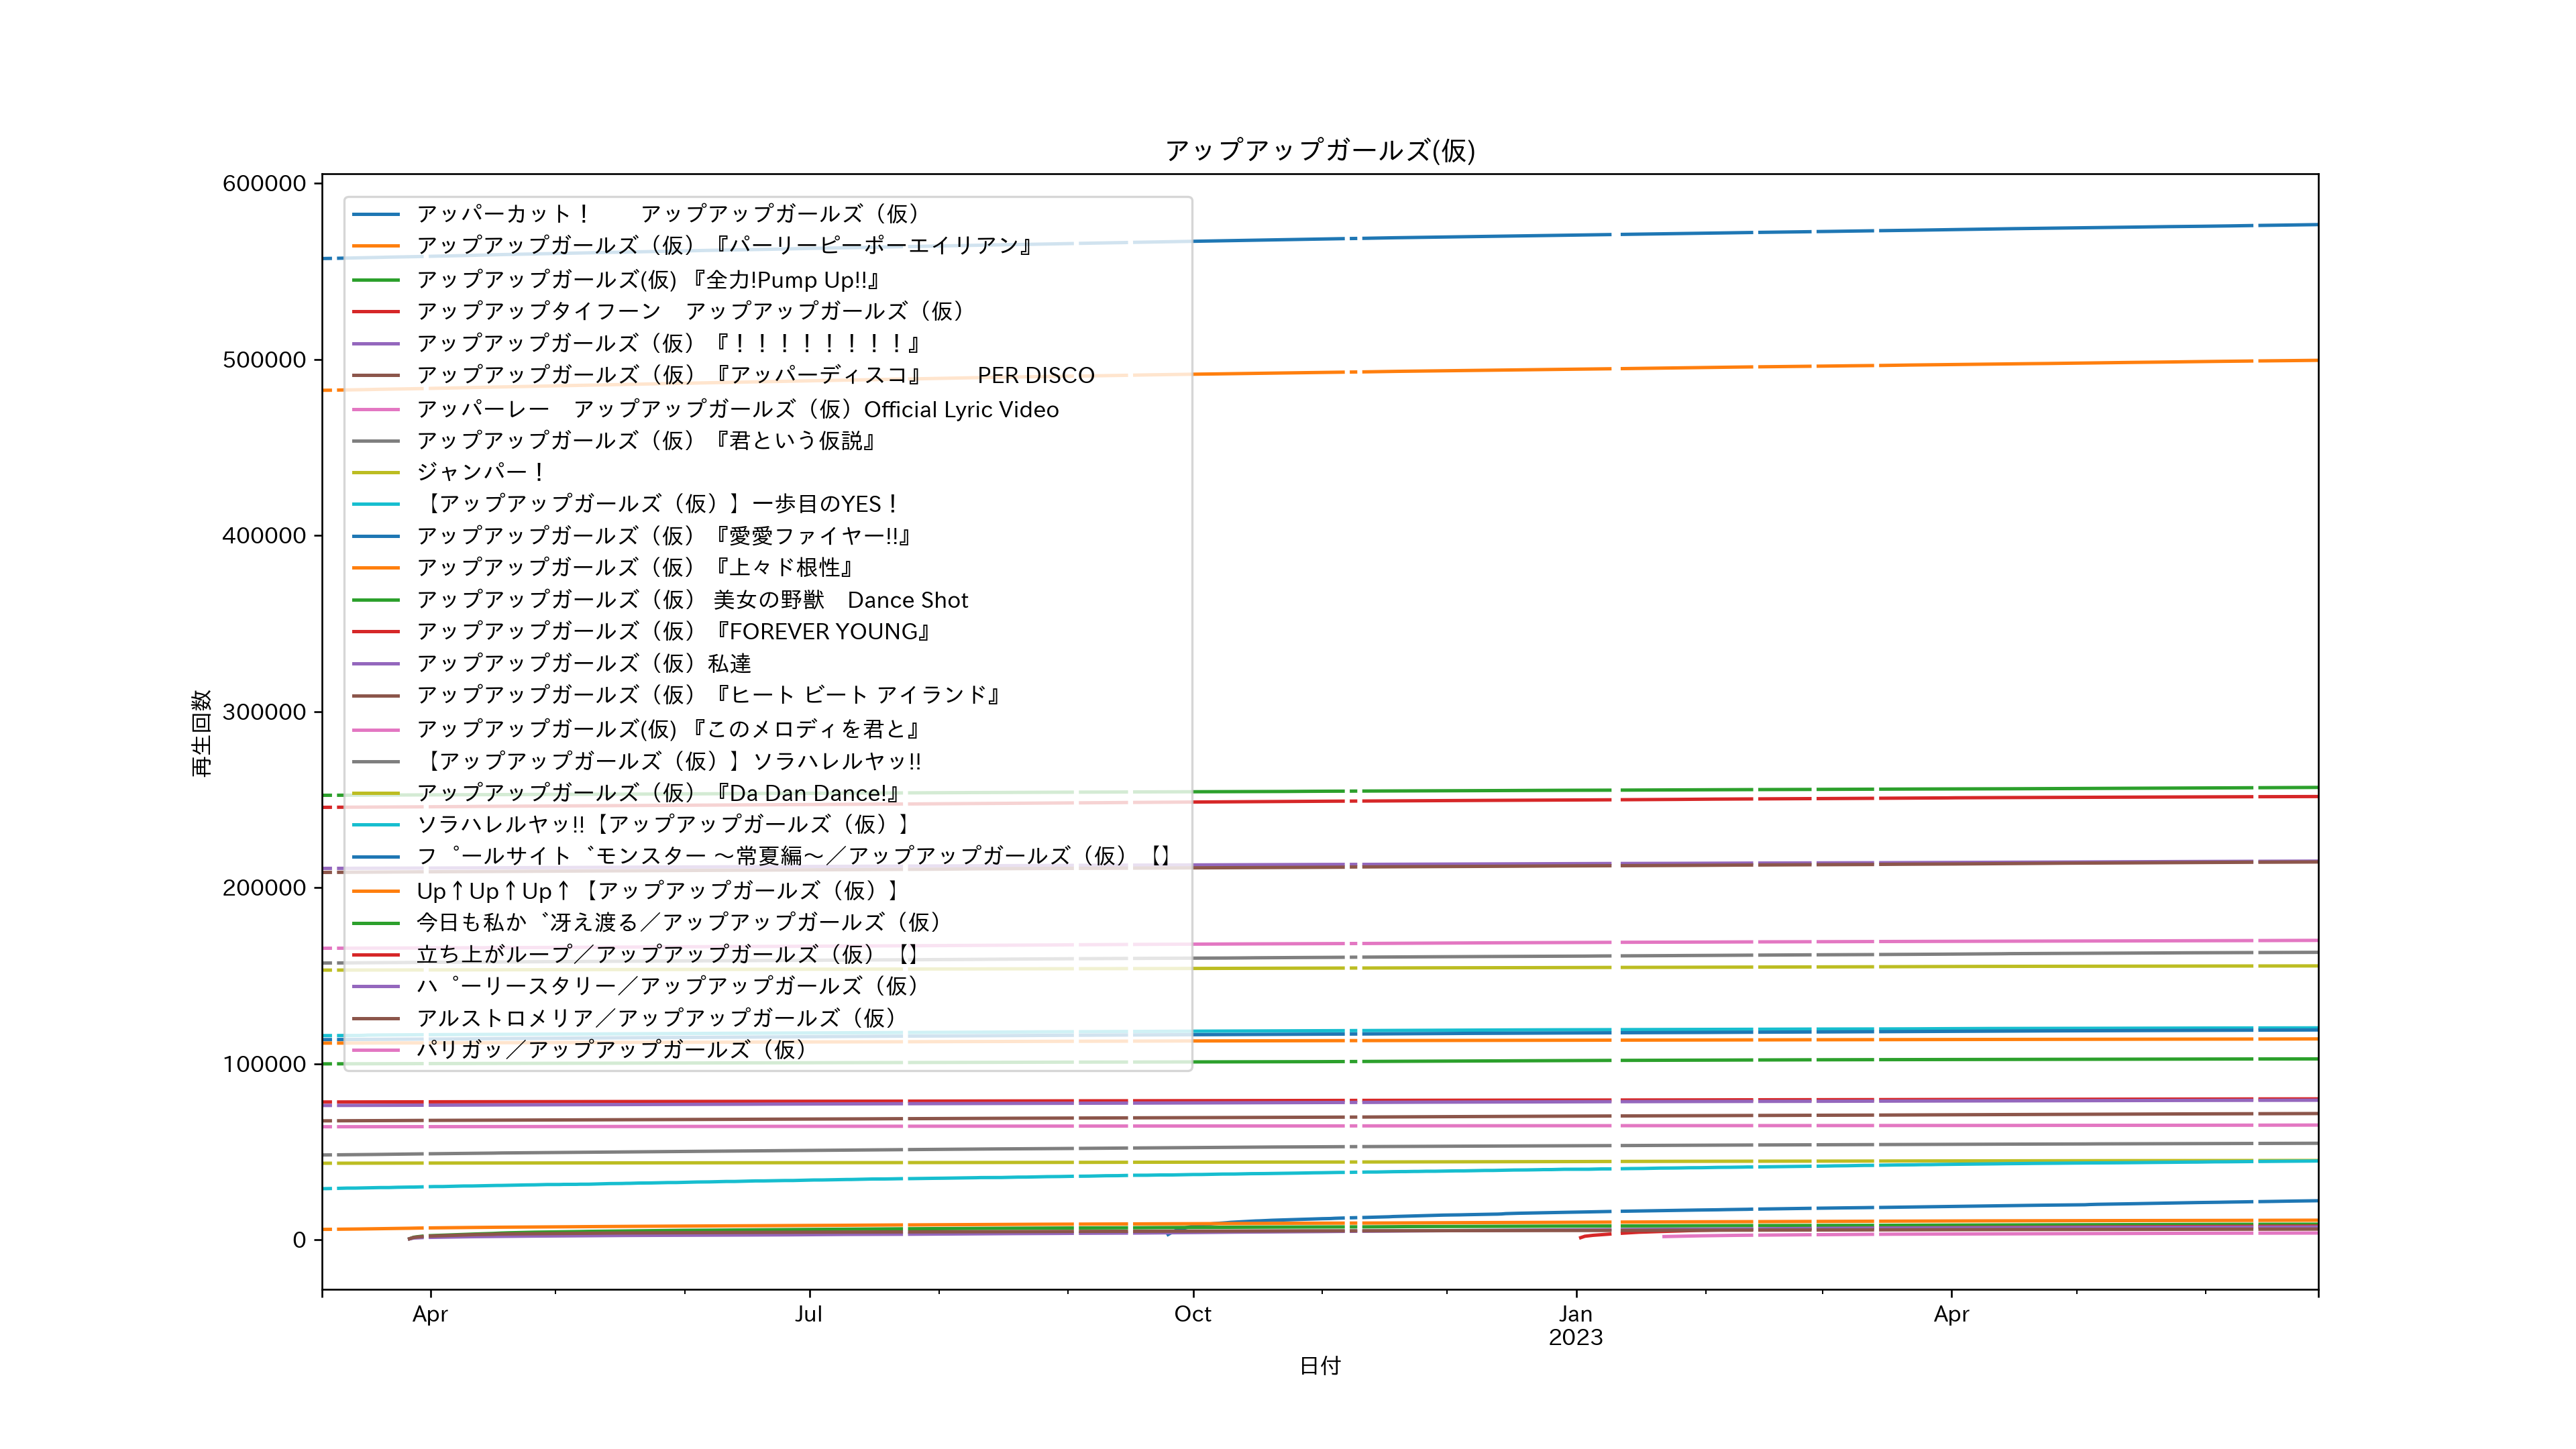 アップアップガールズ(仮)
600000
500000
400000
300000
200000
100000
0
再生回数
アッパーカット！　　アップアップガールズ（仮）
アップアップガールズ（仮）『パーリーピーポーエイリアン』
アップアップガールズ(仮) 『全力!Pump Up!!』
アップアップタイフーン　アップアップガールズ（仮）
アップアップガールズ（仮）『！！！！！！！！』
アップアップガールズ（仮）『アッパーディスコ』　　PER DISCO
アッパーレー　アップアップガールズ（仮）Official Lyric Video
アップアップガールズ（仮）『君という仮説』
ジャンパー！
【アップアップガールズ（仮）】一歩目のYES！
アップアップガールズ（仮）『愛愛ファイヤー!!』
アップアップガールズ（仮）『上々ド根性』
アップアップガールズ（仮） 美女の野獣　Dance Shot
アップアップガールズ（仮）『FOREVER YOUNG』
アップアップガールズ（仮）私達
アップアップガールズ（仮）『ヒート ビート アイランド』
アップアップガールズ(仮) 『このメロディを君と』
【アップアップガールズ（仮）】ソラハレルヤッ!!
アップアップガールズ（仮）『Da Dan Dance!』
ソラハレルヤッ!!【アップアップガールズ（仮）】
フ゜ールサイト゛モンスター 〜常夏編〜／アップアップガールズ（仮）【】
Up↑Up↑Up↑【アップアップガールズ（仮）】
今日も私か゛冴え渡る／アップアップガールズ（仮）
立ち上がループ／アップアップガールズ（仮）【】
ハ゜ーリースタリー／アップアップガールズ（仮）
アルストロメリア／アップアップガールズ（仮）
パリガッ／アップアップガールズ（仮）
Apr
Jul
Oct
Jan
2023
Apr
日付